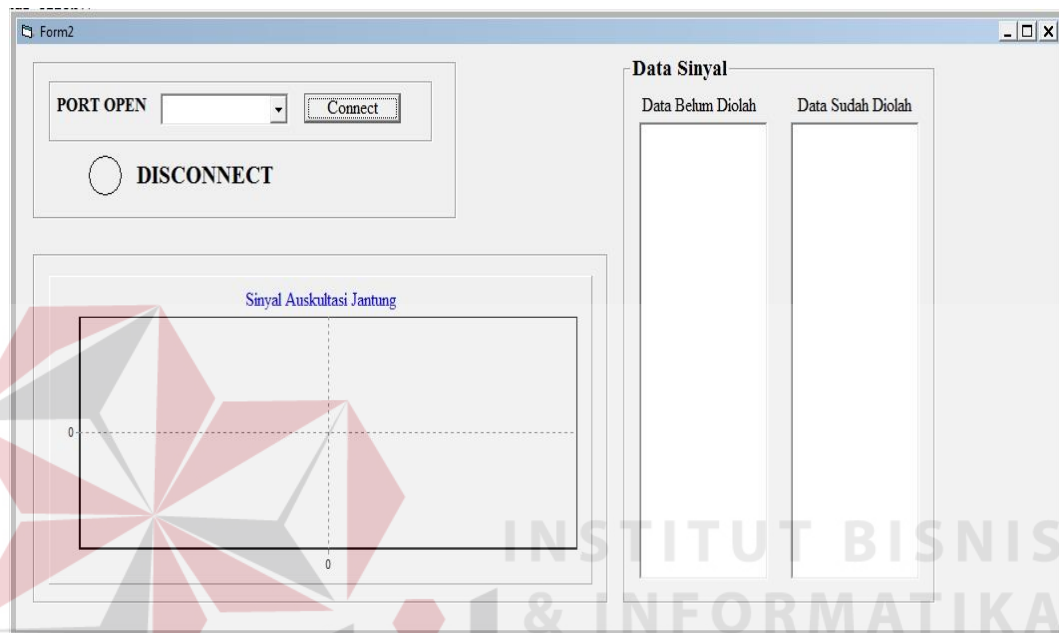 Form2
PORT OPEN
Connect
DISCONNECT
Data Sinyal
Data Belum Diolah
Data Sudah Diolah
Sinyal Auskultasi Jantung
0
0
INSTITUT BISNIS
& INFORMATIKA